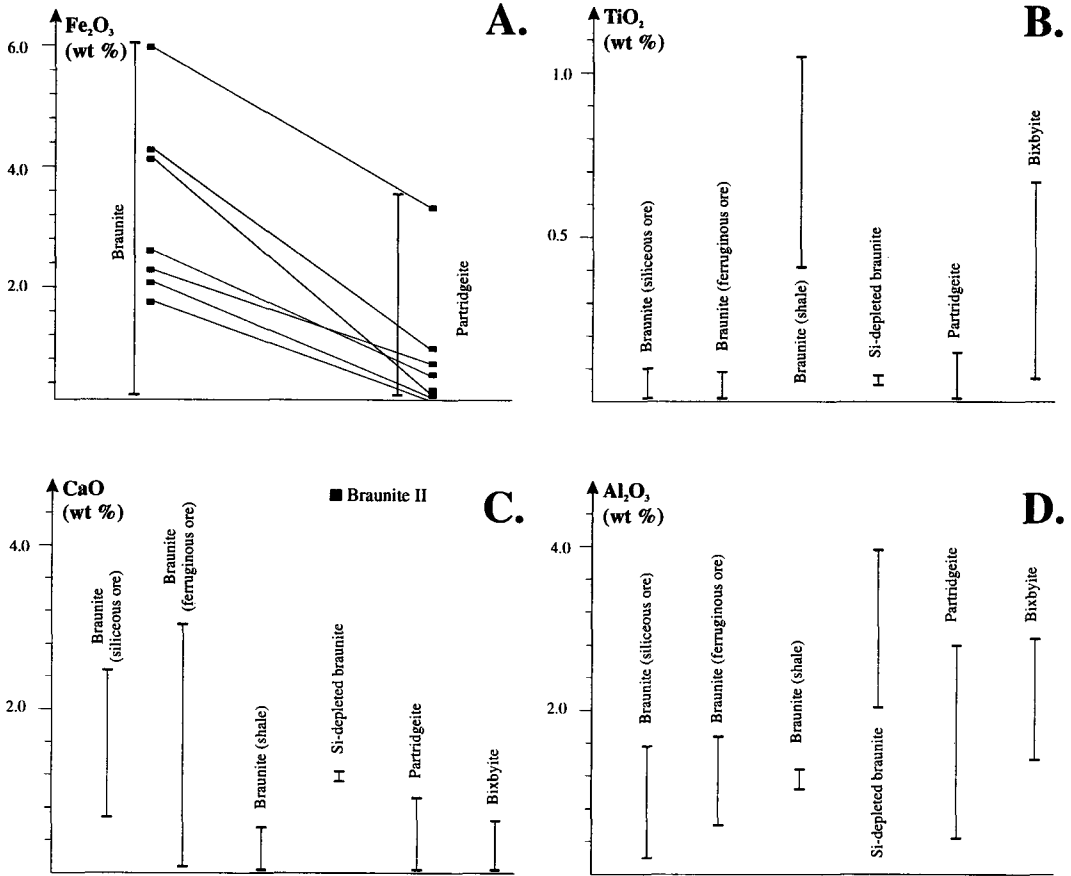 Fe₂O₃
(wt %)
A.
6.0
4.0
2.0
Braunite
Partridgeite
TiO₂
(wt %)
B.
1.0
0.5
Braunite (siliceous ore)
Braunite (ferruginous ore)
Braunite (shale)
Si-depleted braunite
Partridgeite
Bixbyite
CaO
(wt %)
■ Braunite II
C.
4.0
2.0
Braunite
(siliceous ore)
Braunite
(ferruginous ore)
Braunite (shale)
Si-depleted braunite
Partridgeite
Bixbyite
Al₂O₃
(wt %)
D.
4.0
2.0
Braunite (siliceous ore)
Braunite (ferruginous ore)
Braunite (shale)
Si-depleted braunite
Partridgeite
Bixbyite